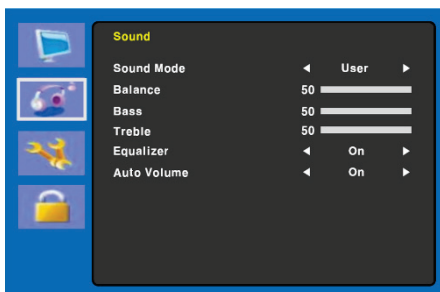 Sound
Sound Mode ◀ User ▶
Balance 50
Bass 50
Treble 50
Equalizer ◀ On ▶
Auto Volume ◀ On ▶